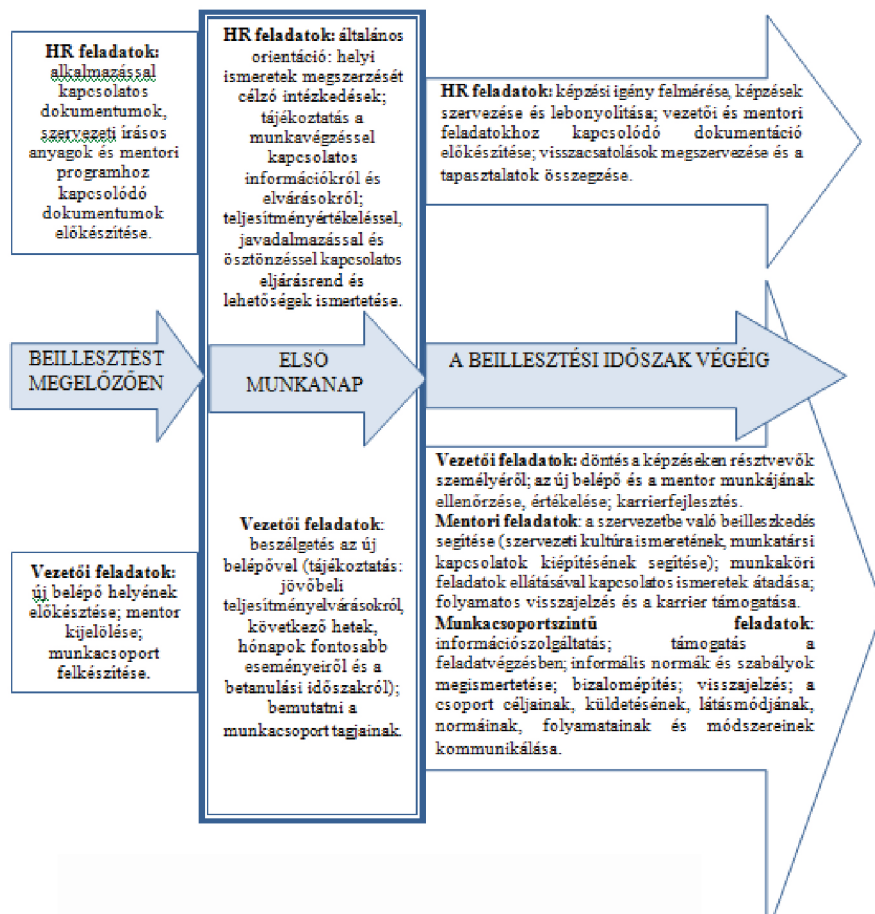 HR feladatok:
alkalmazással
kapcsolatos
dokumentumok,
szervezeti írásos
anyagok és mentori
programhoz
kapcsolódó
dokumentumok
előkészítése.
HR feladatok: általános
orientáció: helyi
ismeretek megszerzését
célzó intézkedések;
tájékoztatás a
munkavégzéssel
kapcsolatos
információkról és
elvárásokról;
teljesítményértékeléssel,
javadalmazással és
ösztönzéssel kapcsolatos
eljárásrend és
lehetőségek ismertetése.
HR feladatok: képzési igény felmérése, képzések
szervezése és lebonyolítása; vezetői és mentori
feladatokhoz kapcsolódó dokumentáció
előkészítése; visszacsatolások megszervezése és a
tapasztalatok összegzése.
BEILLESZTÉST
MEGELŐZŐEN
ELSŐ
MUNKANAP
A BEILLESZTÉSI IDŐSZAK VÉGÉIG
Vezetői feladatok:
új belépő helyének
előkésztése; mentor
kijelölése;
munkacsoport
felkészítése.
Vezetői feladatok:
beszélgetés az új
belépővel (tájékoztatás:
jövőbeli
teljesítményelvárásokról,
következő hetek,
hónapok fontosabb
eseményeiről és a
betanulási időszakról);
bemutatni a
munkacsoport tagjainak.
Vezetői feladatok: döntés a képzéseken résztvevők
személyéről; az új belépő és a mentor munkájának
ellenőrzése, értékelése; karrierfejlesztés.
Mentori feladatok: a szervezetbe való beilleszkedés
segítése (szervezeti kultúra ismeretének, munkatársi
kapcsolatok kiépítésének segítése); munkaköri
feladatok ellátásával kapcsolatos ismeretek átadása;
folyamatos visszajelzés és a karrier támogatása.
Munkacsoportszintű feladatok:
információszolgáltatás; támogatás a
feladatvégzésben; informális normák és szabályok
megismertetése; bizalomépítés; visszajelzés; a
csoport céljainak, küldetésének, látásmódjának,
normáinak, folyamatainak és módszereinek
kommunikálása.